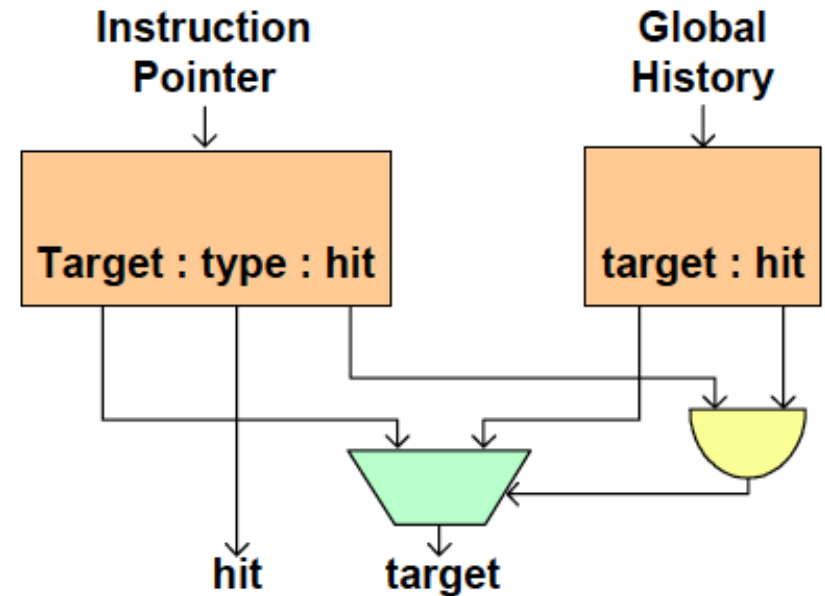 Instruction
Pointer
Global
History
Target : type : hit
target : hit
hit
target